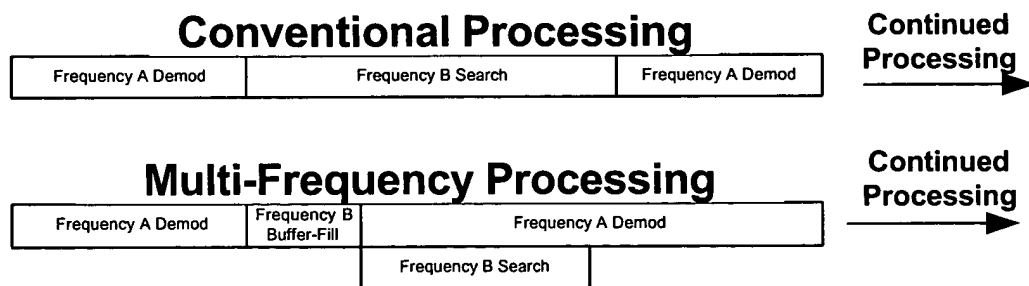 Conventional Processing
Continued
Processing
Frequency A Demod
Frequency B Search
Frequency A Demod
Multi-Frequency Processing
Continued
Processing
Frequency A Demod
Frequency B
Buffer-Fill
Frequency A Demod
Frequency B Search